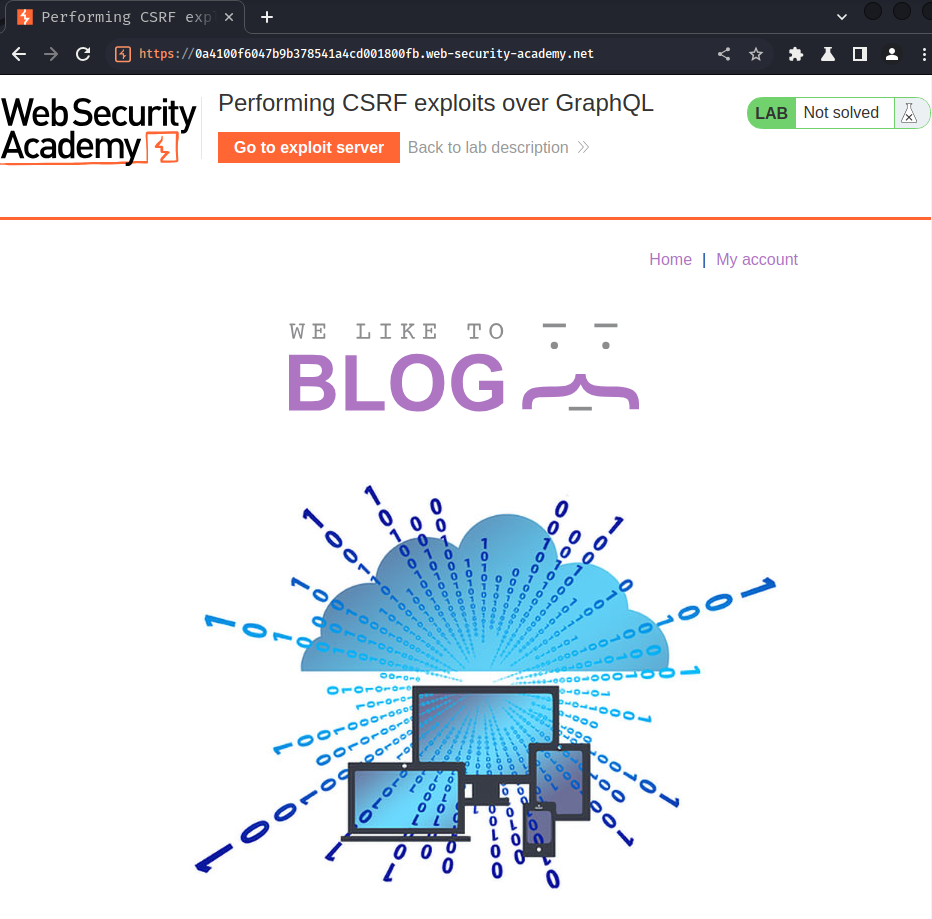 Performing CSRF exp
https://0a4100f6047b9b378541a4cd001800fb.web-security-academy.net
Web Security
Academy
Performing CSRF exploits over GraphQL
Go to exploit server
Back to lab description
LAB
Not solved
Home | My account
WE LIKE TO
BLOG